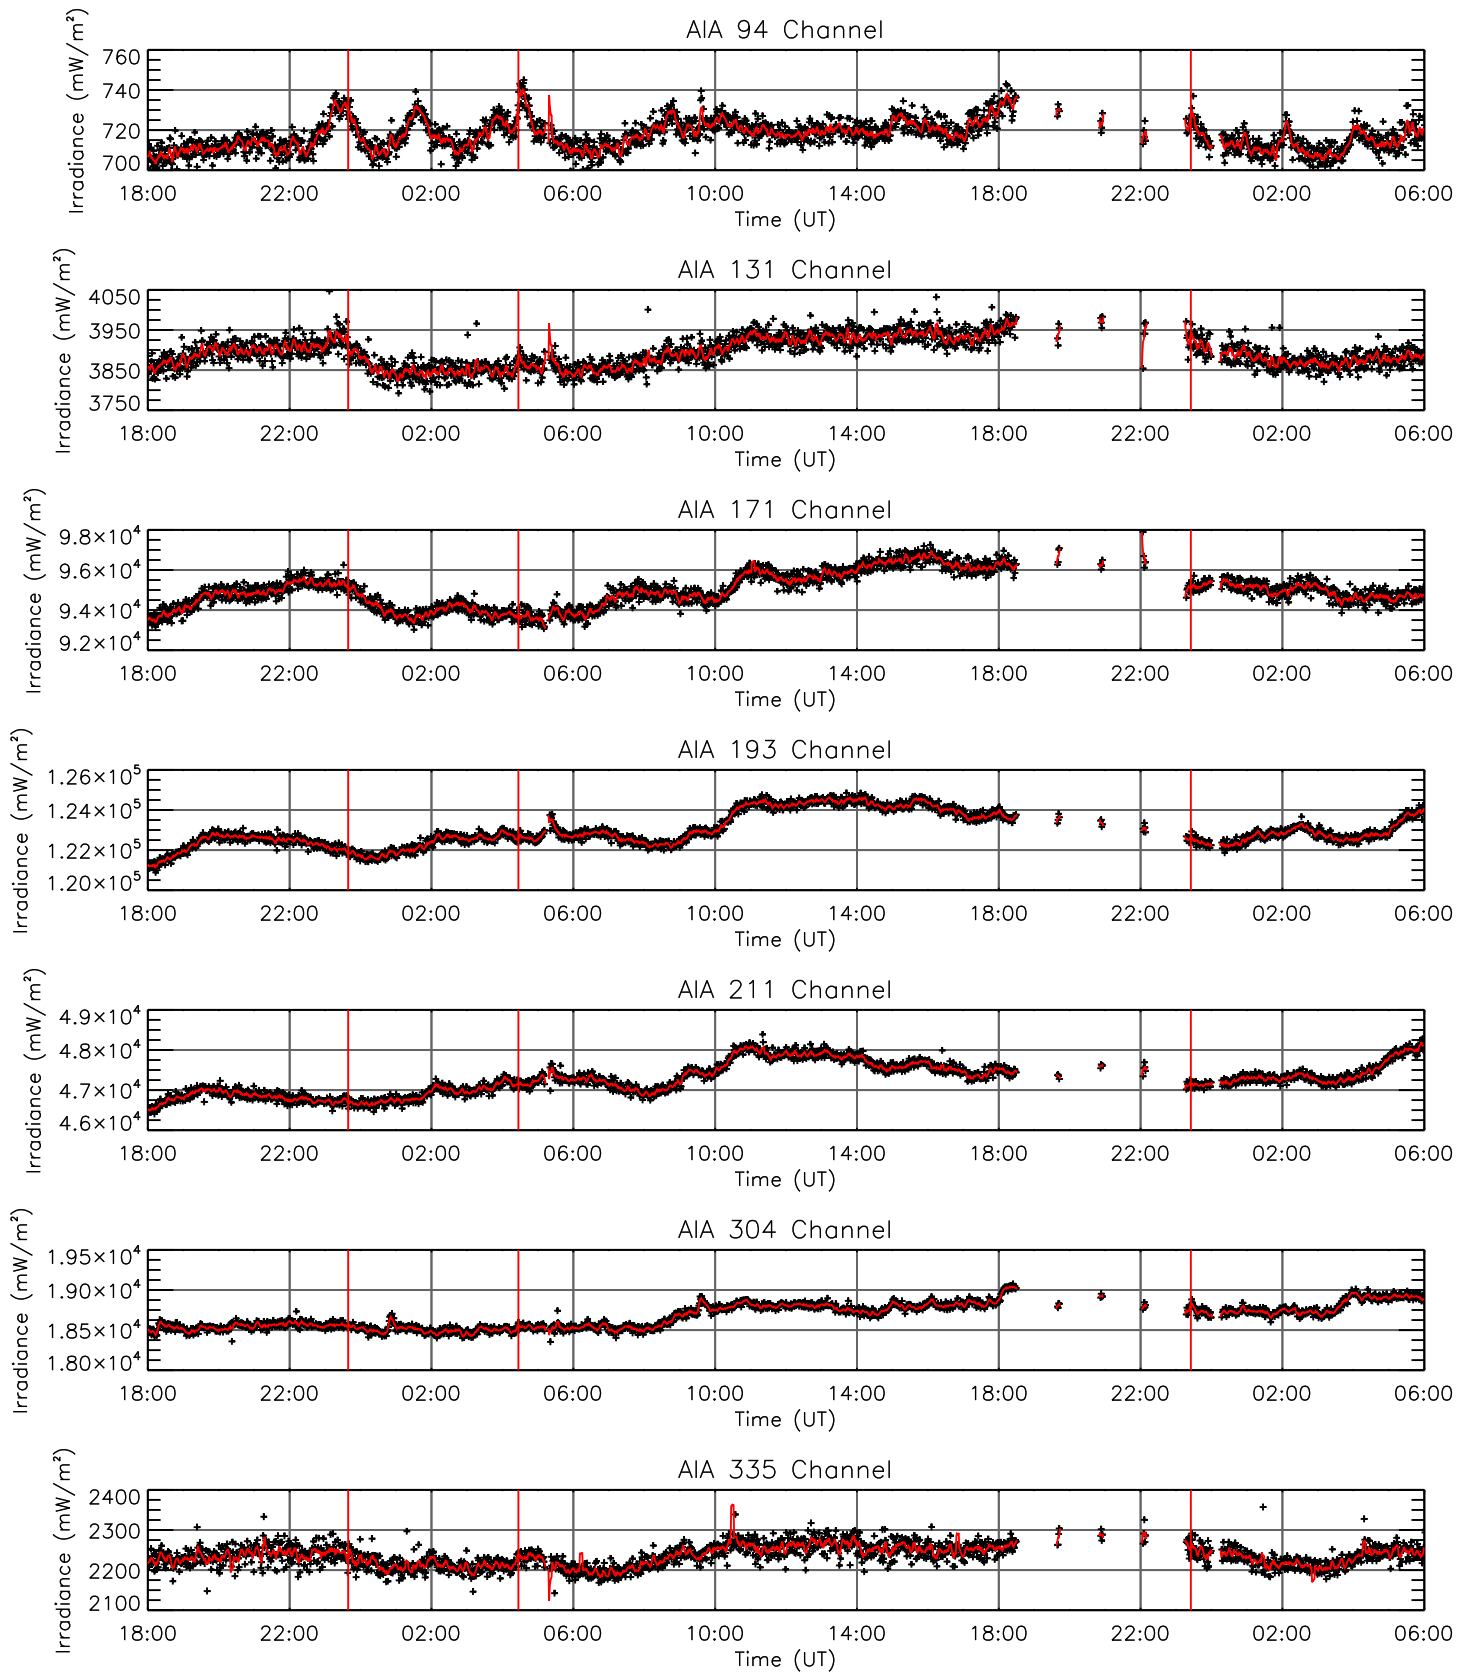 AIA 94 Channel
Irradiance (mW/m²)
760
740
720
700
18:00 22:00 02:00 06:00 10:00 14:00 18:00 22:00 02:00 06:00
Time (UT)
AIA 131 Channel
Irradiance (mW/m²)
4050
3950
3850
3750
18:00 22:00 02:00 06:00 10:00 14:00 18:00 22:00 02:00 06:00
Time (UT)
AIA 171 Channel
Irradiance (mW/m²)
9.8×10⁴
9.6×10⁴
9.4×10⁴
9.2×10⁴
18:00 22:00 02:00 06:00 10:00 14:00 18:00 22:00 02:00 06:00
Time (UT)
AIA 193 Channel
Irradiance (mW/m²)
1.26×10⁵
1.24×10⁵
1.22×10⁵
1.20×10⁵
18:00 22:00 02:00 06:00 10:00 14:00 18:00 22:00 02:00 06:00
Time (UT)
AIA 211 Channel
Irradiance (mW/m²)
4.9×10⁴
4.8×10⁴
4.7×10⁴
4.6×10⁴
18:00 22:00 02:00 06:00 10:00 14:00 18:00 22:00 02:00 06:00
Time (UT)
AIA 304 Channel
Irradiance (mW/m²)
1.95×10⁴
1.90×10⁴
1.85×10⁴
1.80×10⁴
18:00 22:00 02:00 06:00 10:00 14:00 18:00 22:00 02:00 06:00
Time (UT)
AIA 335 Channel
Irradiance (mW/m²)
2400
2300
2200
2100
18:00 22:00 02:00 06:00 10:00 14:00 18:00 22:00 02:00 06:00
Time (UT)